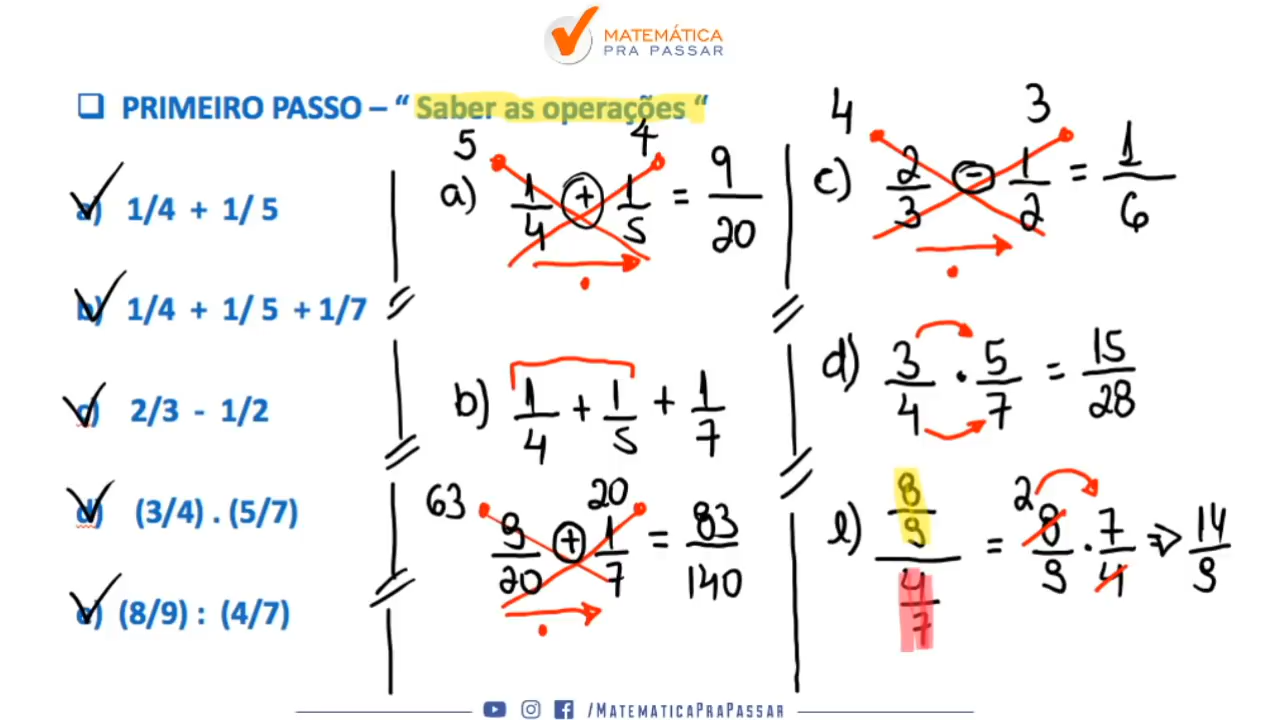 MATEMÁTICA
PRA PASSAR
PRIMEIRO PASSO – “ Saber as operações “
a) 1/4 + 1/ 5
b) 1/4 + 1/ 5 + 1/7
c) 2/3 - 1/2
d) (3/4) . (5/7)
e) (8/9) : (4/7)
5 4
a) 1/4 + 1/5 = 9/20
b) 1/4 + 1/5 + 1/7
63 20
9/20 + 1/7 = 83/140
4 3
c) 2/3 - 1/2 = 1/6
d) 3/4 . 5/7 = 15/28
2
e) 8/9 / 4/7 = 8/9 . 7/4 => 14/9
/MATEMATICAPRAPASSAR